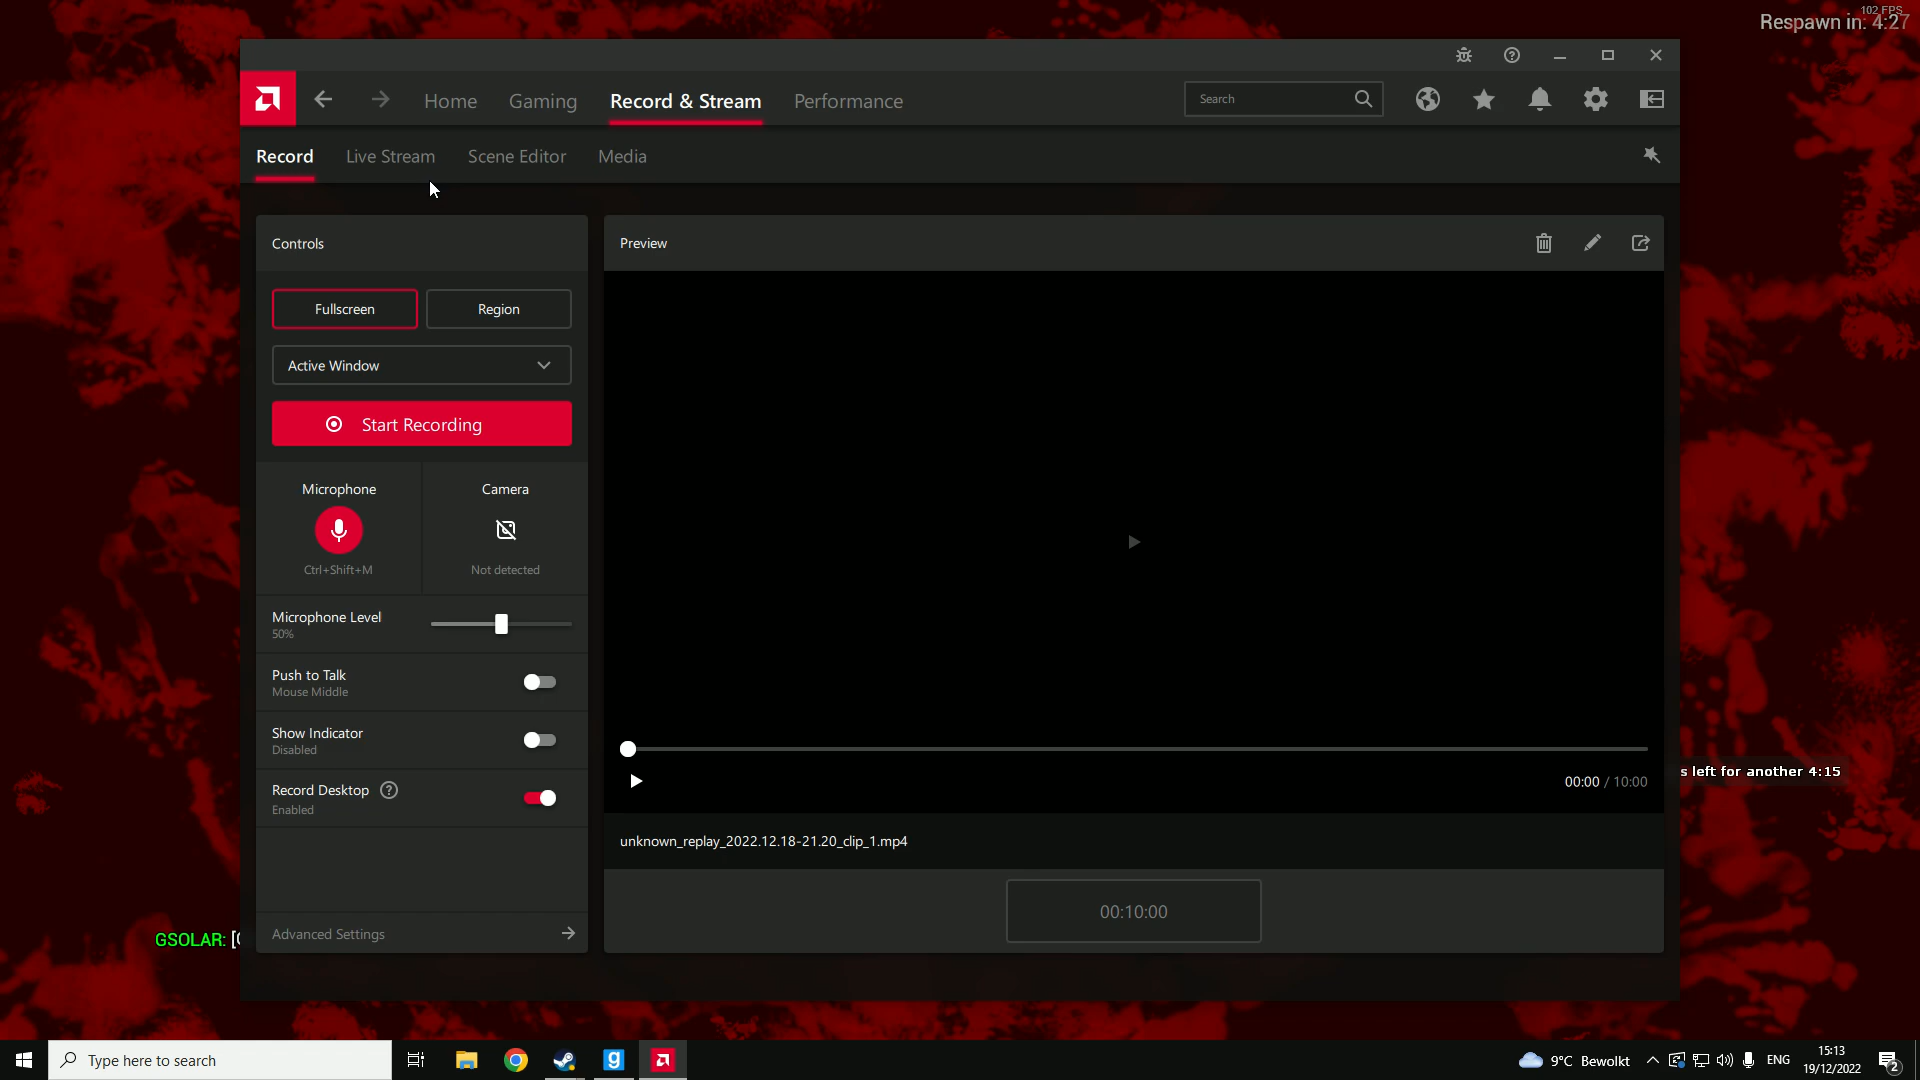 102 FPS
Respawn in: 4:27
Home
Gaming
Record & Stream
Performance
Search
Record
Live Stream
Scene Editor
Media
Controls
Preview
Fullscreen
Region
Active Window
Start Recording
Microphone
Camera
Ctrl+Shift+M
Not detected
Microphone Level
50%
Push to Talk
Mouse Middle
Show Indicator
Disabled
Record Desktop
Enabled
00:00 / 10:00
s left for another 4:15
unknown_replay_2022.12.18-21.20_clip_1.mp4
00:10:00
GSOLAR: [
Advanced Settings
Type here to search
g
9°C Bewolkt
ENG
15:13
19/12/2022
2